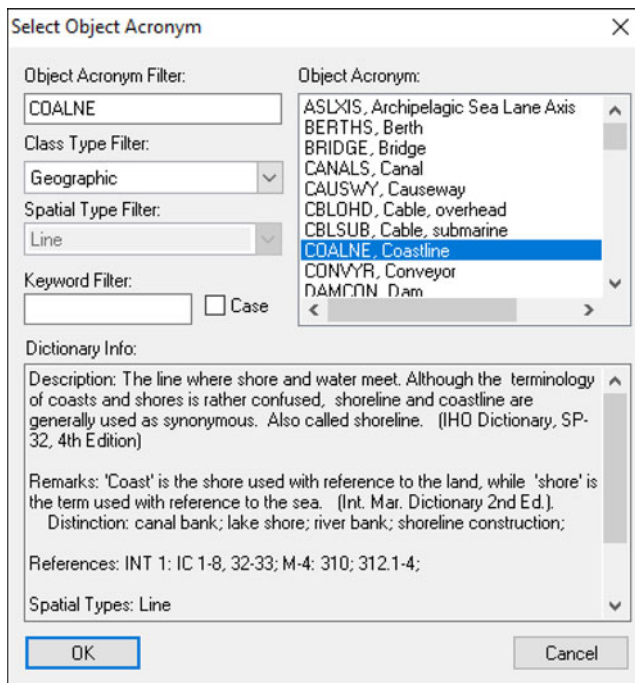 Select Object Acronym
Object Acronym Filter:
COALNE
Class Type Filter:
Geographic
Spatial Type Filter:
Line
Keyword Filter:
Case
Object Acronym:
ASLXIS, Archipelagic Sea Lane Axis
BERTHS, Berth
BRIDGE, Bridge
CANALS, Canal
CAUSWY, Causeway
CBLOHD, Cable, overhead
CBLSUB, Cable, submarine
COALNE, Coastline
CONVYR, Conveyor
DAMCON, Dam
Dictionary Info:
Description: The line where shore and water meet. Although the terminology
of coasts and shores is rather confused, shoreline and coastline are
generally used as synonymous. Also called shoreline. (IHO Dictionary, SP-
32, 4th Edition)
Remarks: 'Coast' is the shore used with reference to the land, while 'shore' is
the term used with reference to the sea. (Int. Mar. Dictionary 2nd Ed.).
Distinction: canal bank; lake shore; river bank; shoreline construction;
References: INT 1: IC 1-8, 32-33; M-4: 310; 312.1-4;
Spatial Types: Line
OK
Cancel